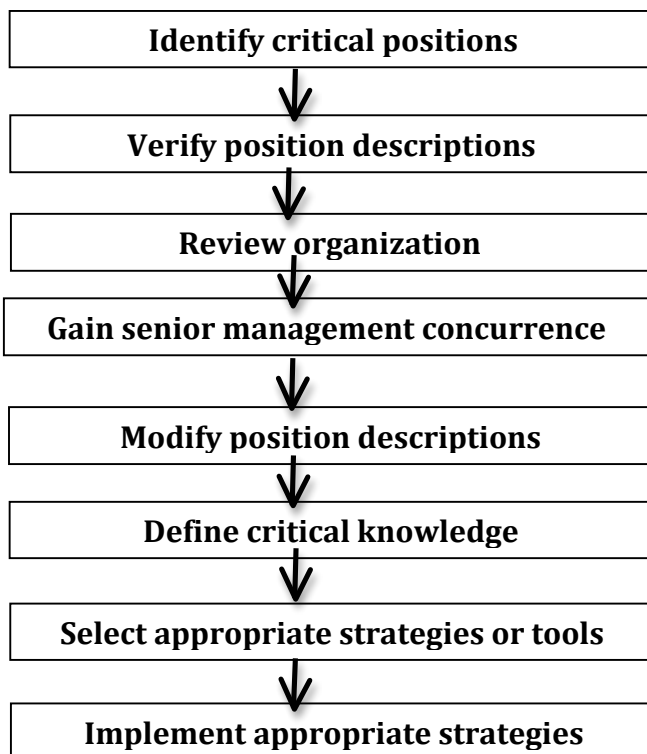 Identify critical positions
Verify position descriptions
Review organization
Gain senior management concurrence
Modify position descriptions
Define critical knowledge
Select appropriate strategies or tools
Implement appropriate strategies